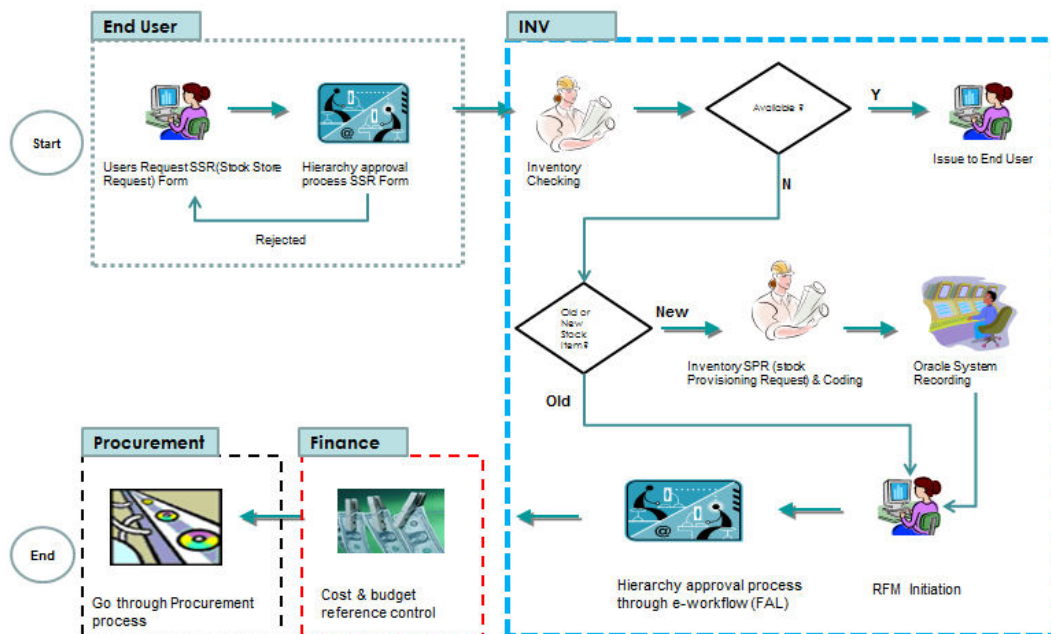 End User
INV
Start
Users Request SSR(Stock Store
Request) Form
Hierarchy approval
process SSR Form
Rejected
Inventory
Checking
Available ?
Y
Issue to End User
N
Old or
New
Stock
Item?
New
Inventory SPR (stock
Provisioning Request) & Coding
Oracle System
Recording
Old
Procurement
Finance
End
Go through Procurement
process
Cost & budget
reference control
@
Hierarchy approval process
through e-workflow (FAL)
@
RFM Initiation